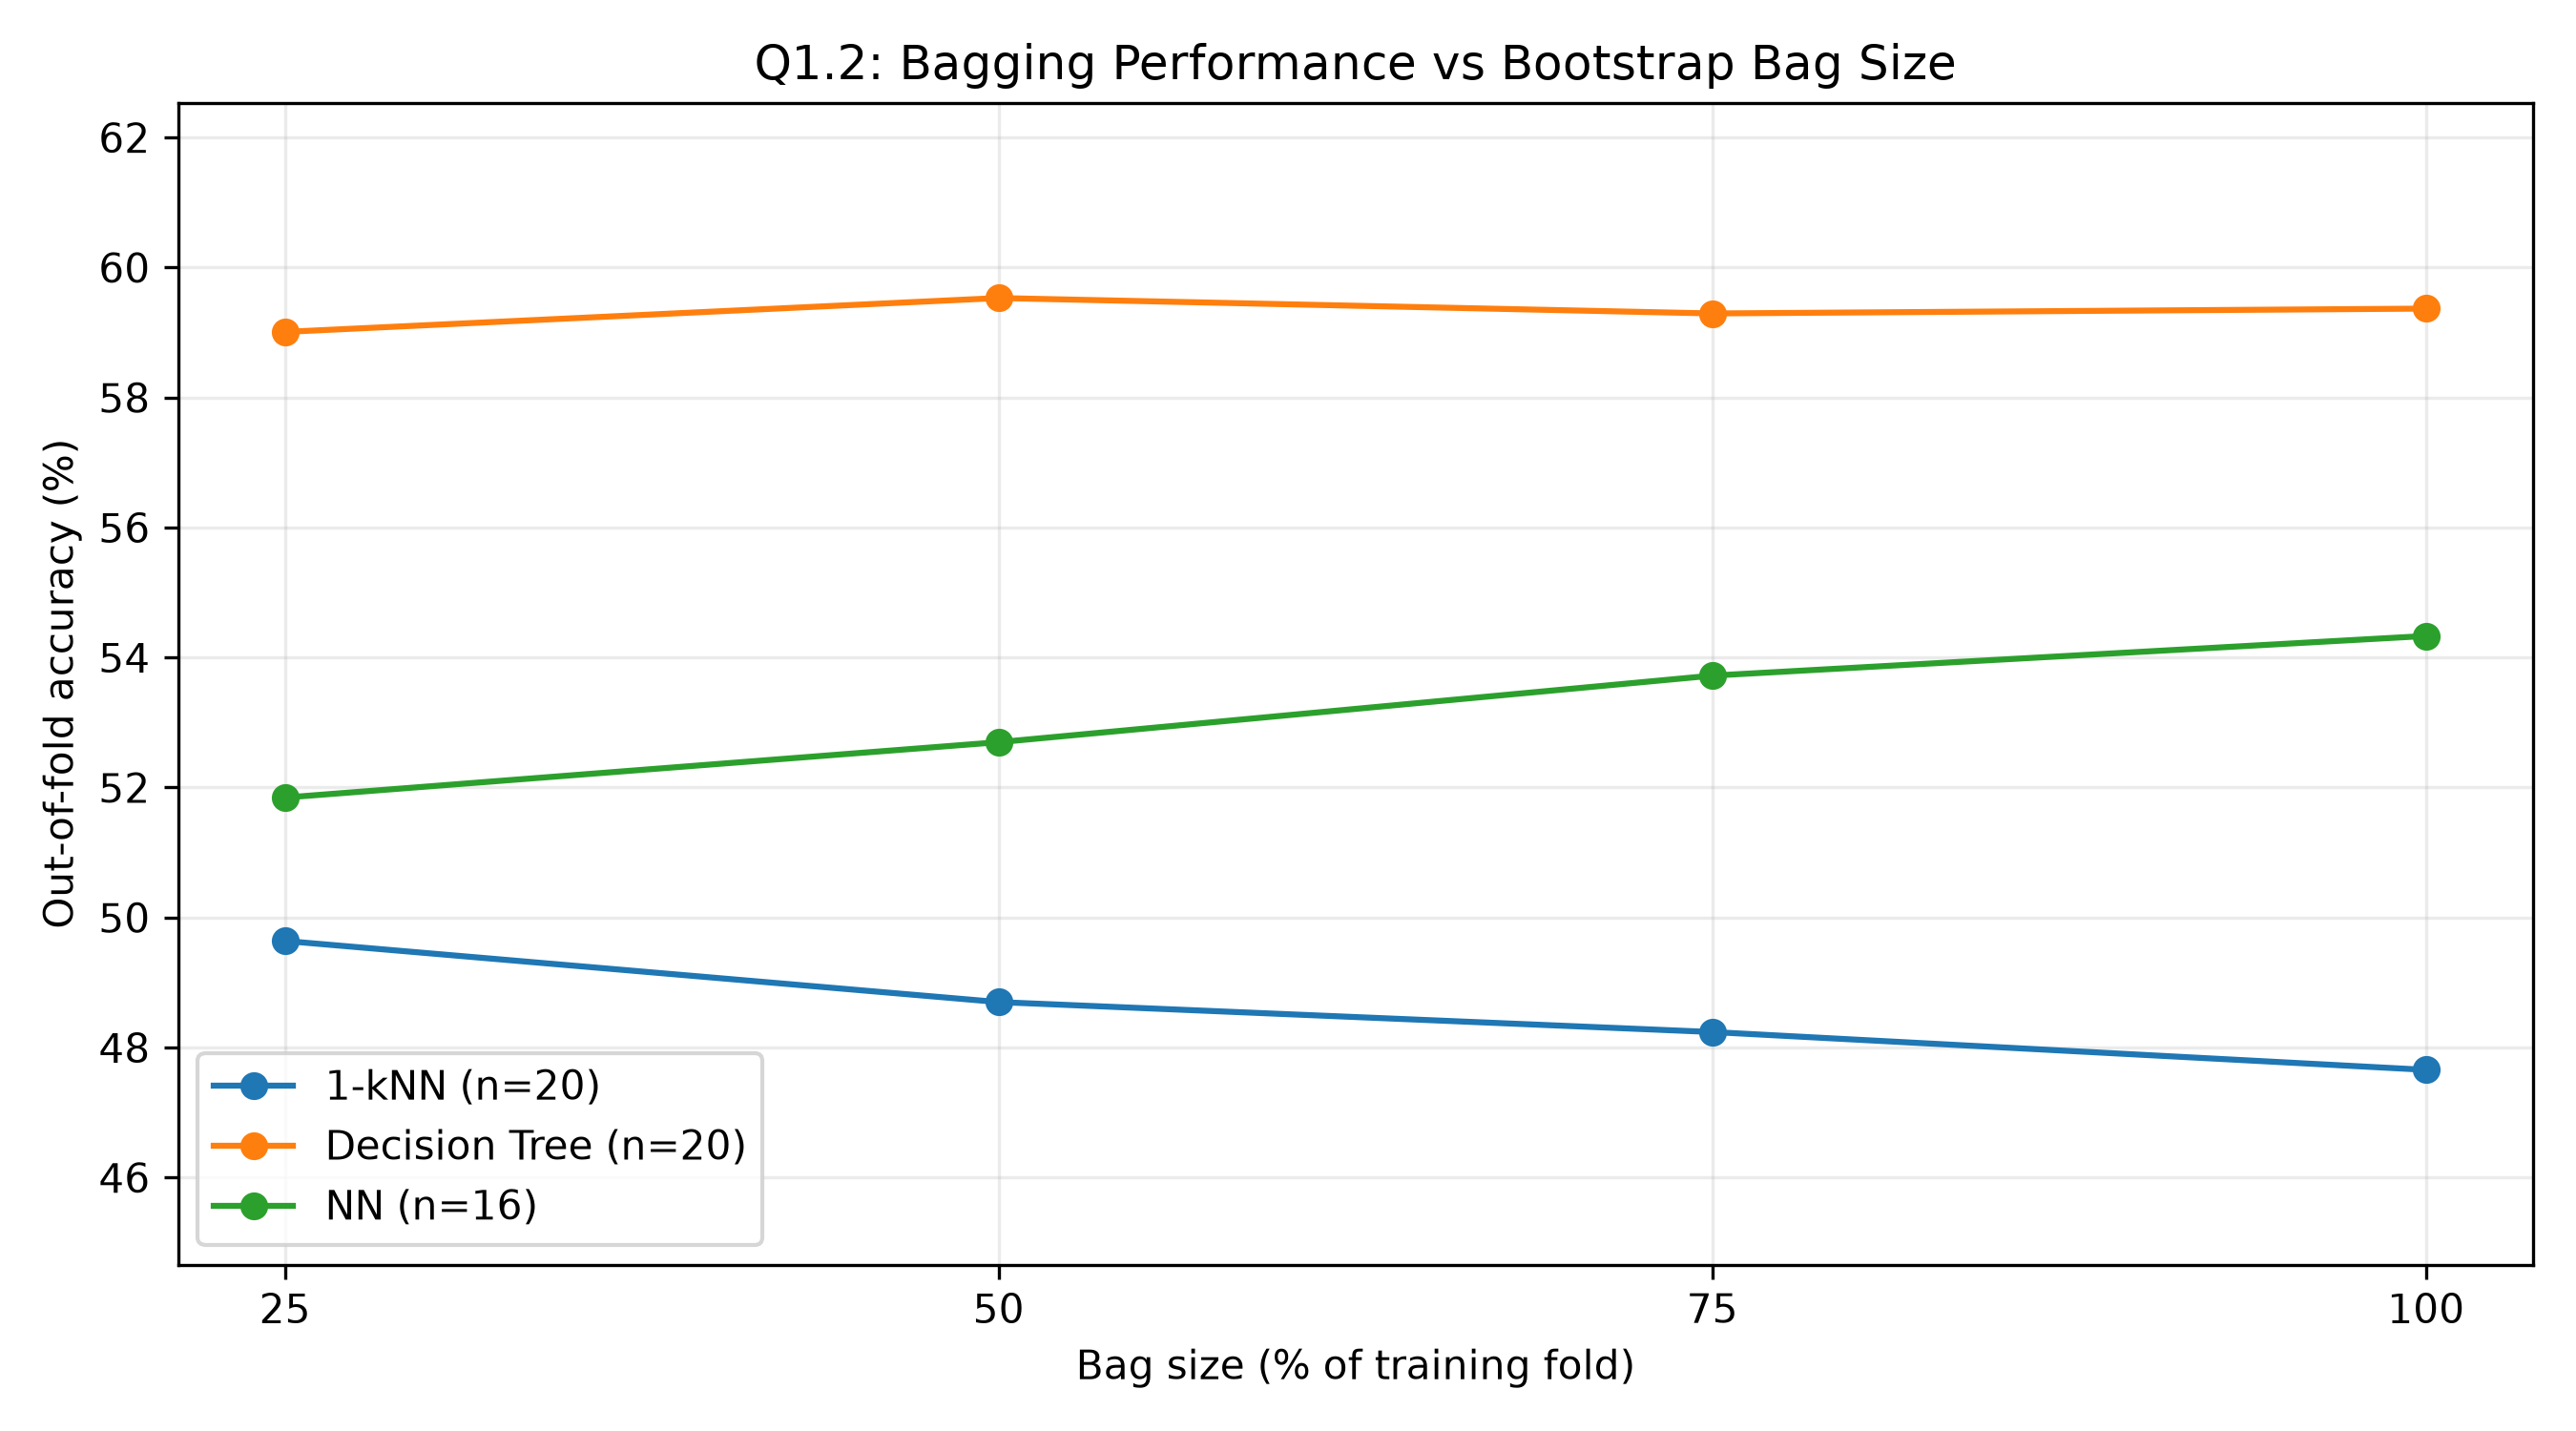 Q1.2: Bagging Performance vs Bootstrap Bag Size
Out-of-fold accuracy (%)
62
60
58
56
54
52
50
48
46
1-kNN (n=20)
Decision Tree (n=20)
NN (n=16)
25 50 75 100
Bag size (% of training fold)